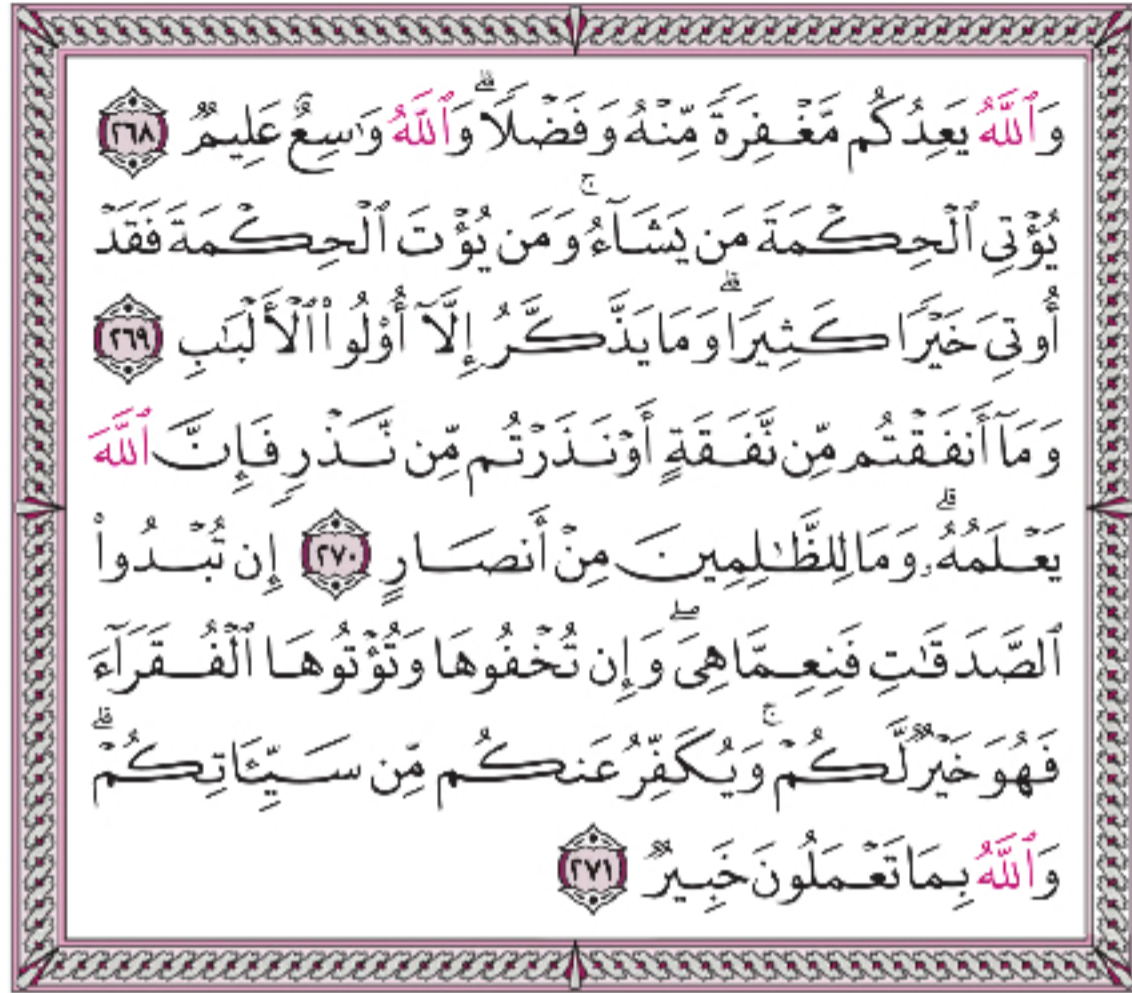 وَٱللَّهُ يَعِدُكُم مَّغْفِرَةً مِّنْهُ وَفَضْلًا ۗ وَٱللَّهُ وَٰسِعٌ عَلِيمٌ ٢٦٨
يُؤْتِى ٱلْحِكْمَةَ مَن يَشَآءُ ۚ وَمَن يُؤْتَ ٱلْحِكْمَةَ فَقَدْ
أُوتِىَ خَيْرًا كَثِيرًا ۗ وَمَا يَذَّكَّرُ إِلَّآ أُو۟لُوا۟ ٱلْأَلْبَٰبِ ٢٦٩
وَمَآ أَنفَقْتُم مِّن نَّفَقَةٍ أَوْ نَذَرْتُم مِّن نَّذْرٍ فَإِنَّ ٱللَّهَ
يَعْلَمُهُۥ ۗ وَمَا لِلظَّٰلِمِينَ مِنْ أَنصَارٍ ٢٧٠ إِن تُبْدُوا۟
ٱلصَّدَقَٰتِ فَنِعِمَّا هِىَ ۖ وَإِن تُخْفُوهَا وَتُؤْتُوهَا ٱلْفُقَرَآءَ
فَهُوَ خَيْرٌ لَّكُمْ ۚ وَيُكَفِّرُ عَنكُم مِّن سَيِّـَٔاتِكُمْ ۗ
وَٱللَّهُ بِمَا تَعْمَلُونَ خَبِيرٌ ٢٧١